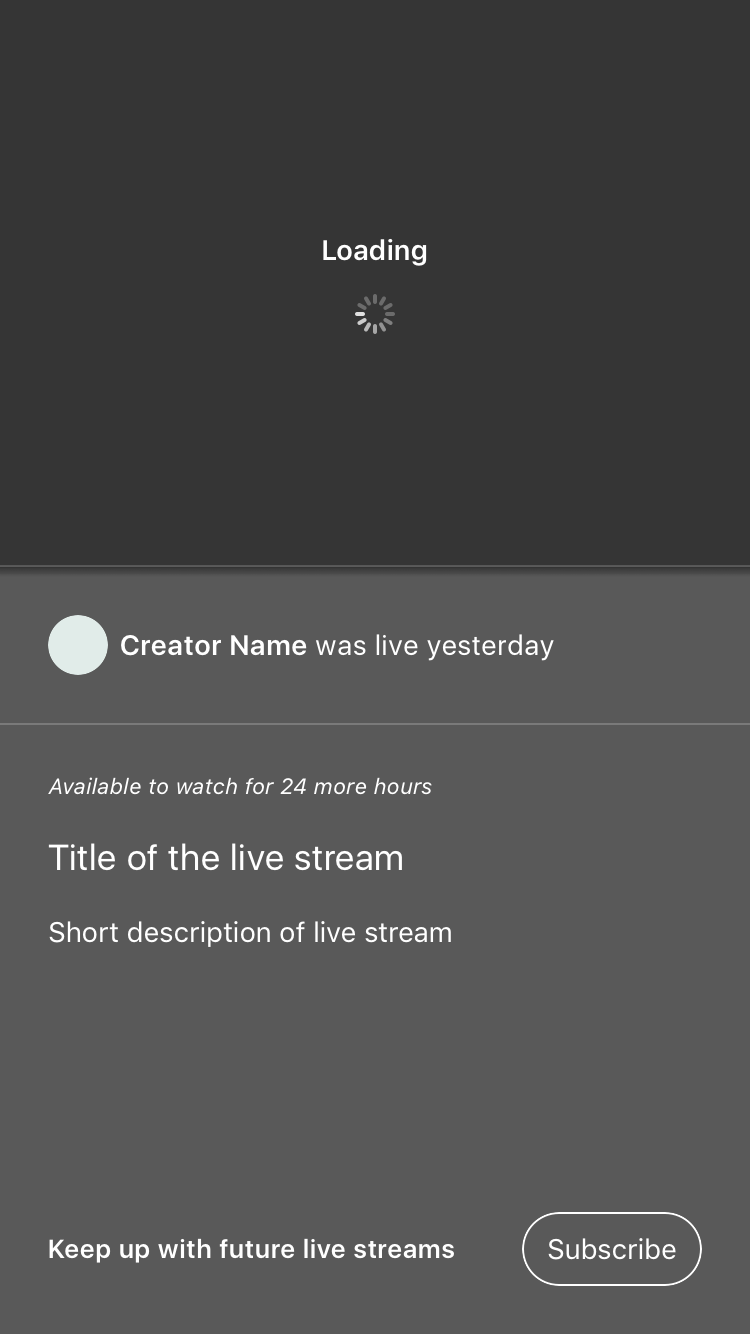 Loading
Creator Name was live yesterday
Available to watch for 24 more hours
Title of the live stream
Short description of live stream
Keep up with future live streams
Subscribe